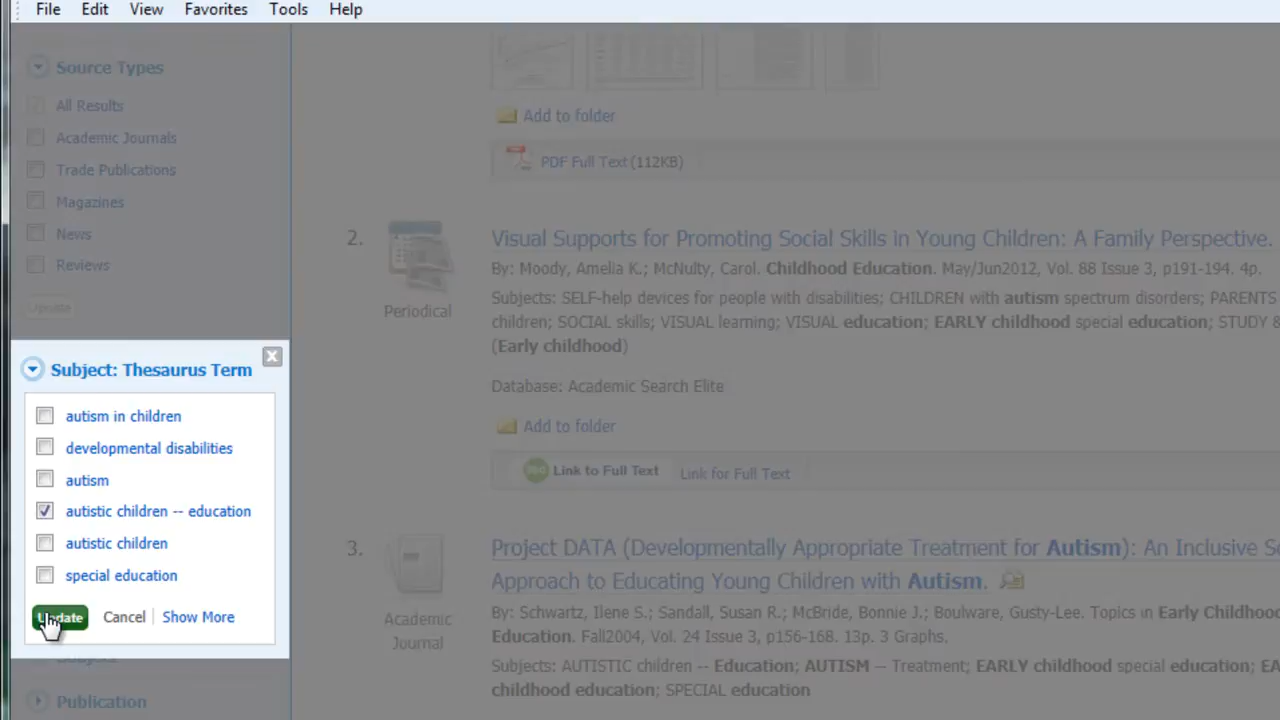 File Edit View Favorites Tools Help
Source Types
All Results
Academic Journals
Trade Publications
Magazines
News
Reviews
Update
Subject: Thesaurus Term
autism in children
developmental disabilities
autism
autistic children -- education
autistic children
special education
Update Cancel Show More
Subject
Publication
Add to folder
PDF Full Text (112KB)
2. Visual Supports for Promoting Social Skills in Young Children: A Family Perspective.
By: Moody, Amelia K.; McNulty, Carol. Childhood Education. May/Jun2012, Vol. 88 Issue 3, p191-194. 4p.
Subjects: SELF-help devices for people with disabilities; CHILDREN with autism spectrum disorders; PARENTS
children; SOCIAL skills; VISUAL learning; VISUAL education; EARLY childhood special education; STUDY &
(Early childhood)
Periodical
Database: Academic Search Elite
Add to folder
Link to Full Text Link for Full Text
3. Project DATA (Developmentally Appropriate Treatment for Autism): An Inclusive
Approach to Educating Young Children with Autism.
By: Schwartz, Ilene S.; Sandall, Susan R.; McBride, Bonnie J.; Boulware, Gusty-Lee. Topics in Early Childhood
Education. Fall2004, Vol. 24 Issue 3, p156-168. 13p. 3 Graphs.
Academic
Journal
Subjects: AUTISTIC children -- Education; AUTISM -- Treatment; EARLY childhood special education;
childhood education; SPECIAL education